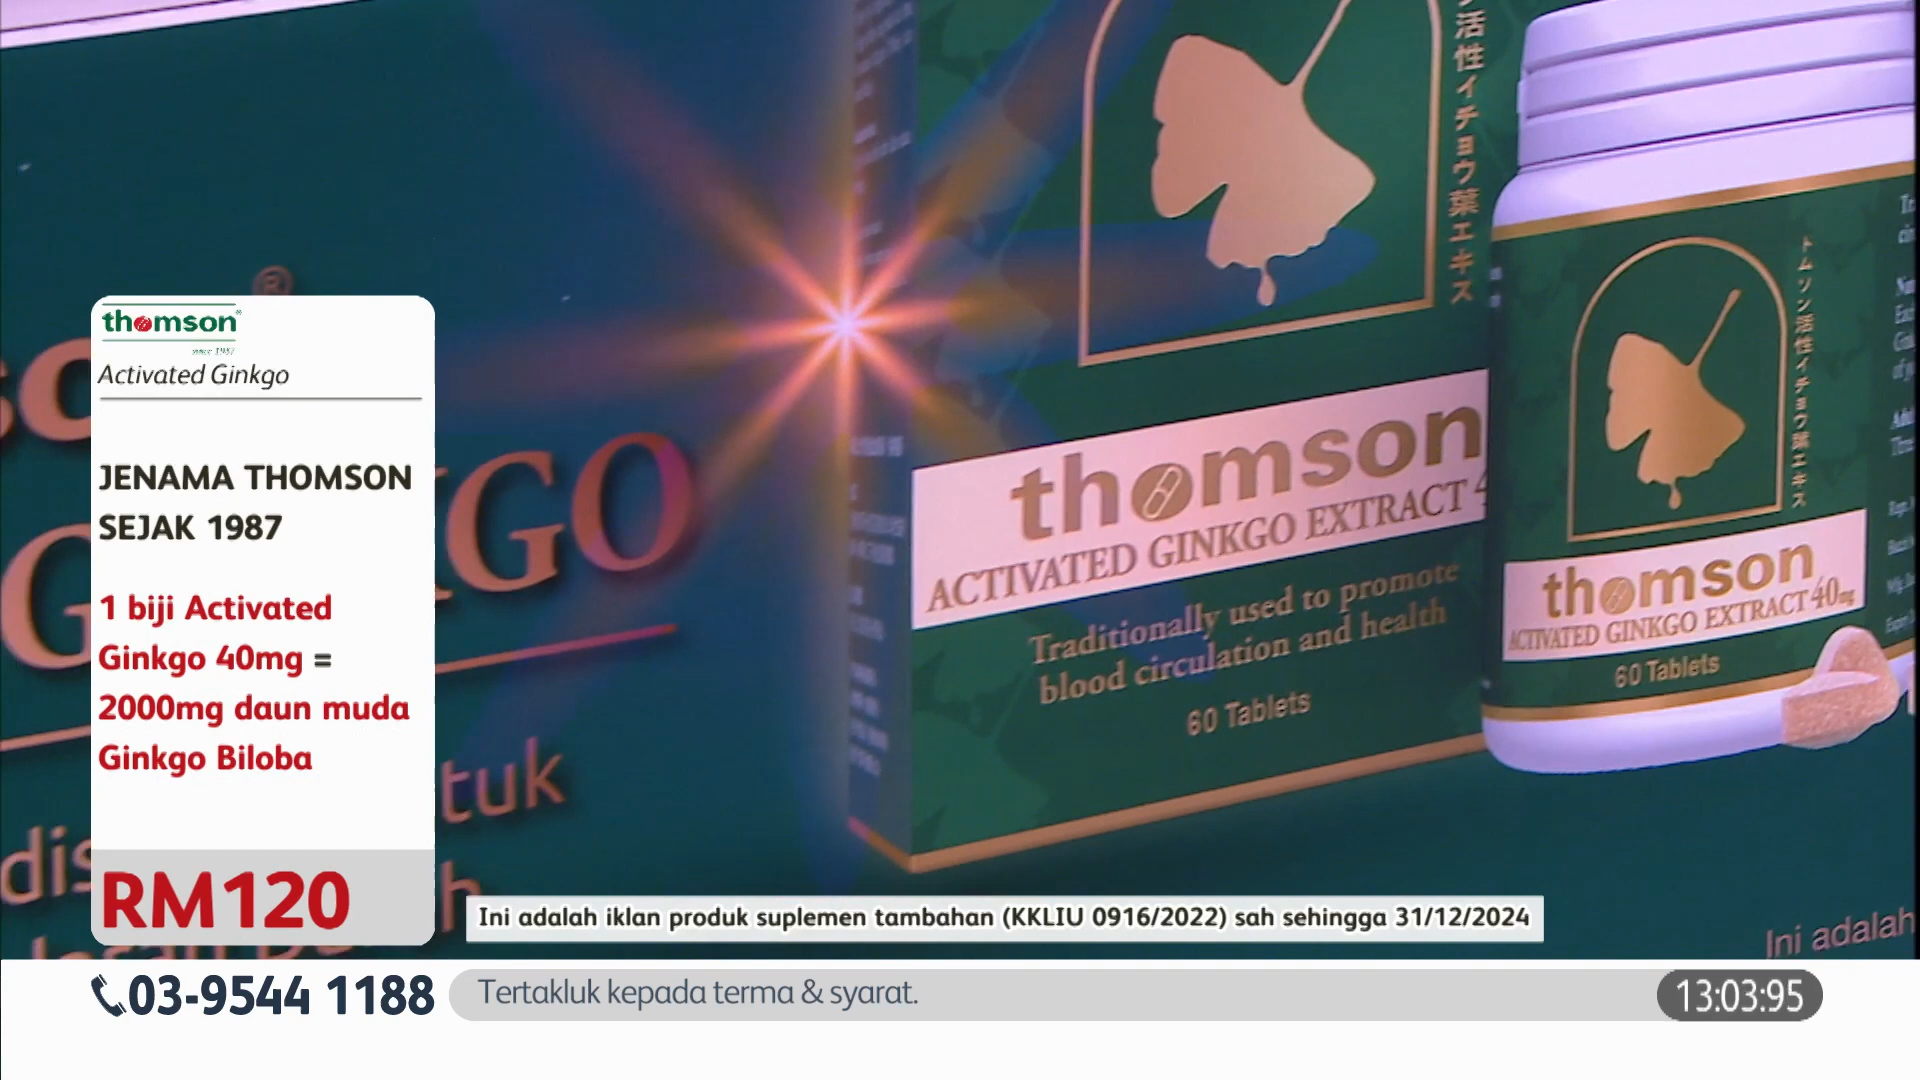 thomson®
since 1987
Activated Ginkgo
JENAMA THOMSON
SEJAK 1987
1 biji Activated
Ginkgo 40mg =
2000mg daun muda
Ginkgo Biloba
RM120
®
GO
tuk
dis
活性イチョウ葉エキス
thomson
ACTIVATED GINKGO EXTRACT 4
Traditionally used to promote
blood circulation and health
60 Tablets
トムソン活性イチョウ葉エキス
thomson
ACTIVATED GINKGO EXTRACT 40mg
60 Tablets
Ini adalah
Ini adalah iklan produk suplemen tambahan (KKLIU 0916/2022) sah sehingga 31/12/2024
03-9544 1188
Tertakluk kepada terma & syarat.
13:03:95